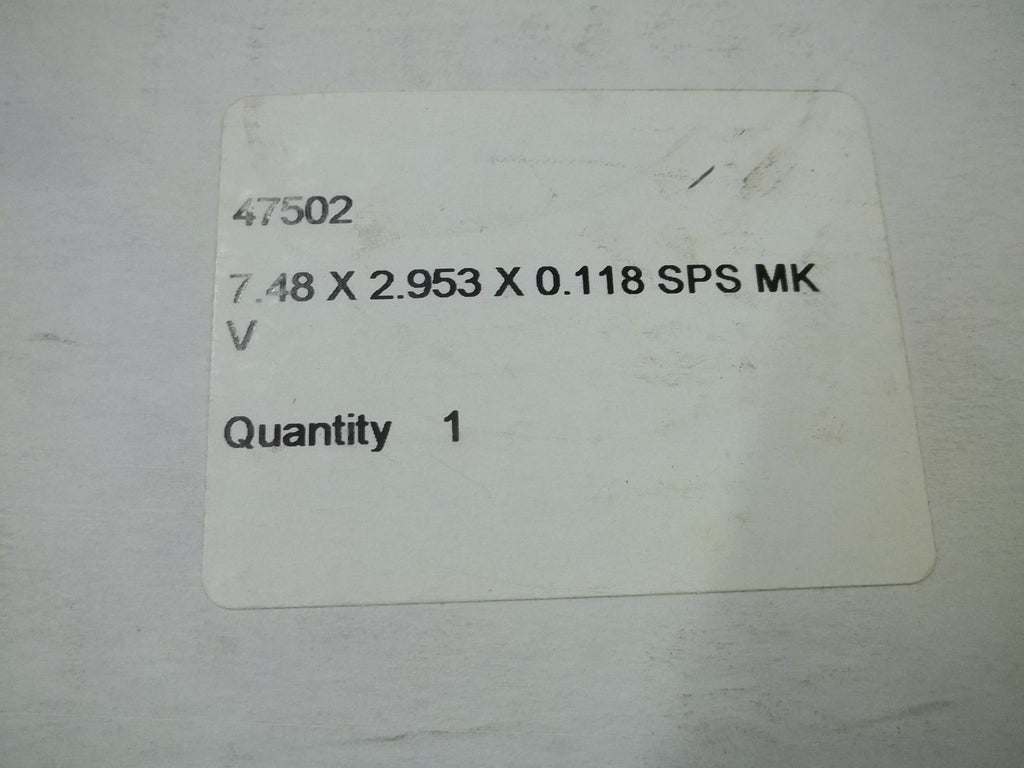 47502
7.48 X 2.953 X 0.118 SPS MK
V
Quantity 1